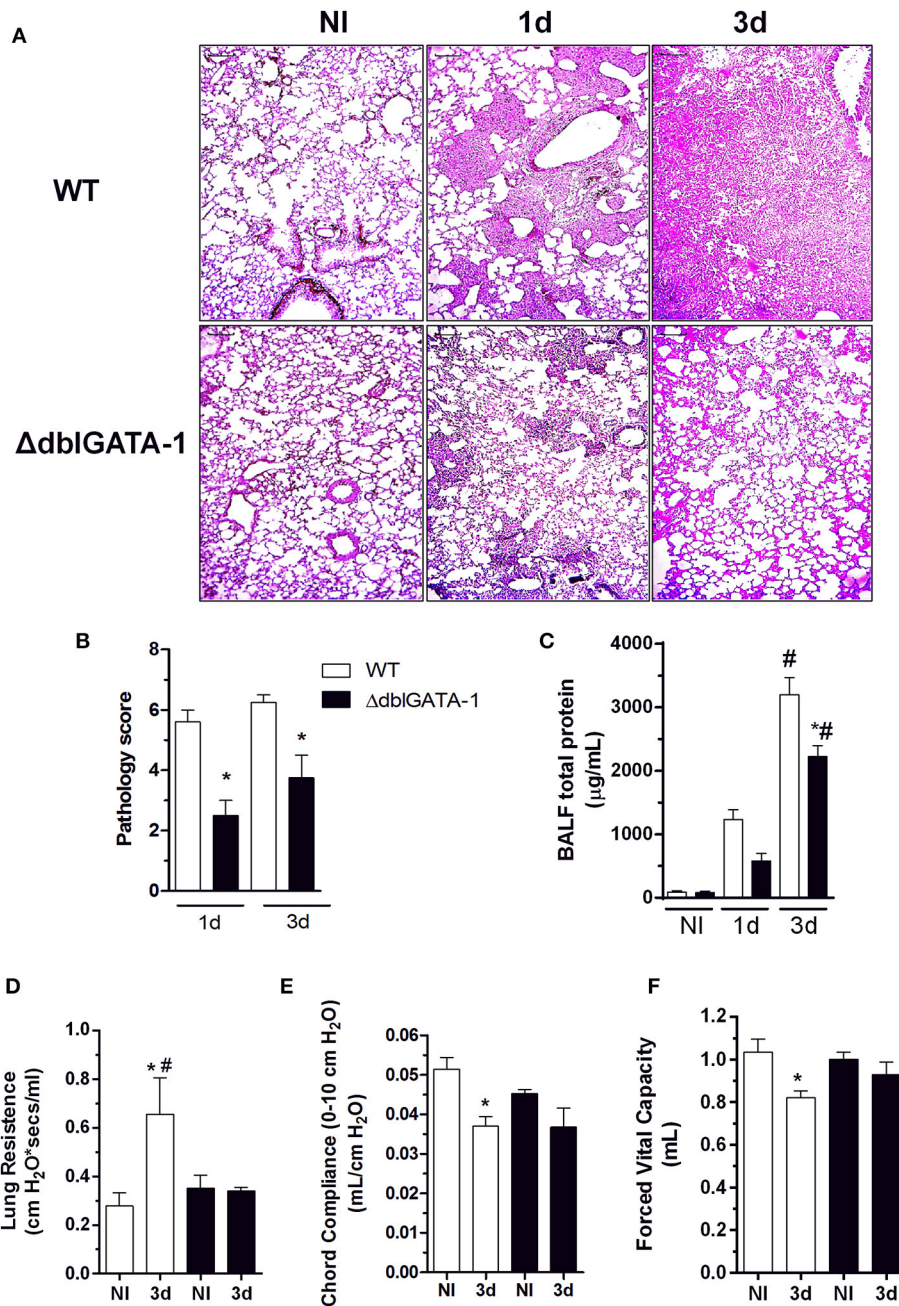 A
NI 1d 3d
WT
ΔdblGATA-1
B
Pathology score
8
6
4
2
0
1d 3d
WT
ΔdblGATA-1
* *
C
BALF total protein
(μg/mL)
4000
3000
2000
1000
0
NI 1d 3d
#
*#
D
Lung Resistence
(cm H₂O*secs/ml)
1.0
0.8
0.6
0.4
0.2
0.0
* #
NI 3d NI 3d
E
Chord Compliance (0-10 cm H₂O)
(mL/cm H₂O)
0.06
0.05
0.04
0.03
0.02
0.01
0.00
*
NI 3d NI 3d
F
Forced Vital Capacity
(mL)
1.2
1.0
0.8
0.6
0.4
0.2
0.0
*
NI 3d NI 3d